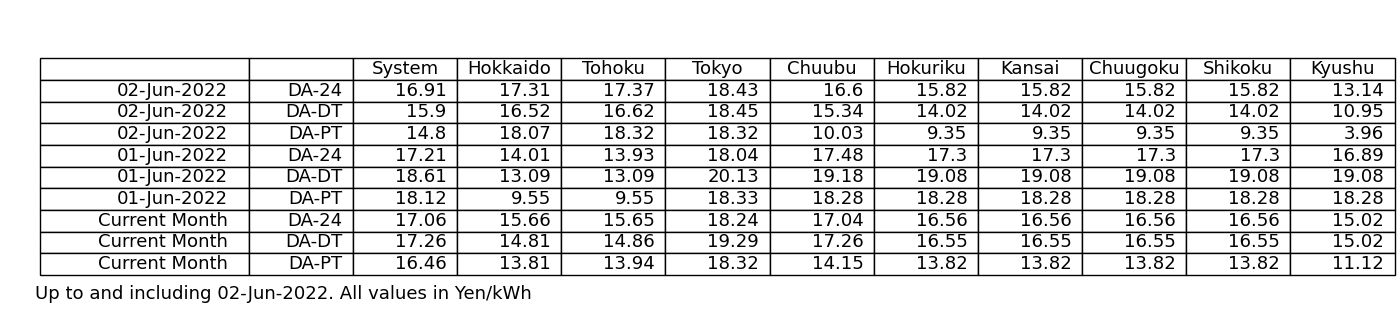 System Hokkaido Tohoku Tokyo Chuubu Hokuriku Kansai Chuugoku Shikoku Kyushu
02-Jun-2022 DA-24 16.91 17.31 17.37 18.43 16.6 15.82 15.82 15.82 15.82 13.14
02-Jun-2022 DA-DT 15.9 16.52 16.62 18.45 15.34 14.02 14.02 14.02 14.02 10.95
02-Jun-2022 DA-PT 14.8 18.07 18.32 18.32 10.03 9.35 9.35 9.35 9.35 3.96
01-Jun-2022 DA-24 17.21 14.01 13.93 18.04 17.48 17.3 17.3 17.3 17.3 16.89
01-Jun-2022 DA-DT 18.61 13.09 13.09 20.13 19.18 19.08 19.08 19.08 19.08 19.08
01-Jun-2022 DA-PT 18.12 9.55 9.55 18.33 18.28 18.28 18.28 18.28 18.28 18.28
Current Month DA-24 17.06 15.66 15.65 18.24 17.04 16.56 16.56 16.56 16.56 15.02
Current Month DA-DT 17.26 14.81 14.86 19.29 17.26 16.55 16.55 16.55 16.55 15.02
Current Month DA-PT 16.46 13.81 13.94 18.32 14.15 13.82 13.82 13.82 13.82 11.12
Up to and including 02-Jun-2022. All values in Yen/kWh